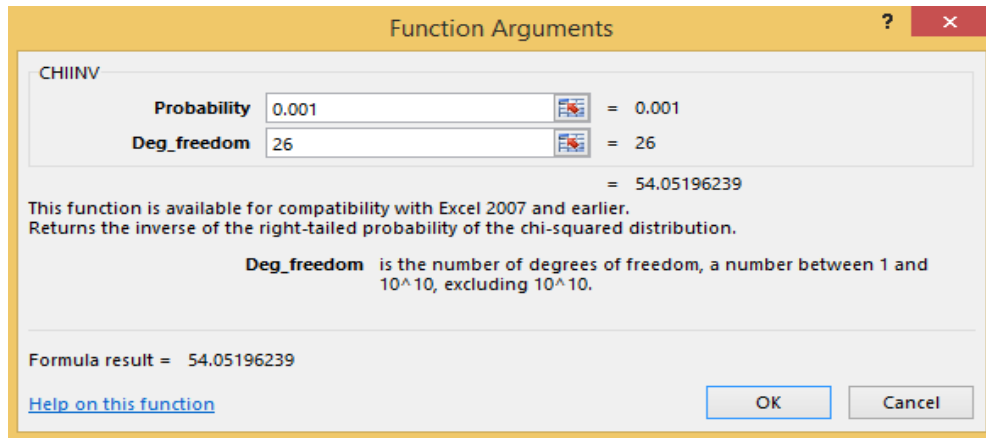 Function Arguments ? ×
CHIINV
Probability 0.001 = 0.001
Deg_freedom 26 = 26
= 54.05196239
This function is available for compatibility with Excel 2007 and earlier.
Returns the inverse of the right-tailed probability of the chi-squared distribution.
Deg_freedom is the number of degrees of freedom, a number between 1 and
10^10, excluding 10^10.
Formula result = 54.05196239
Help on this function OK Cancel